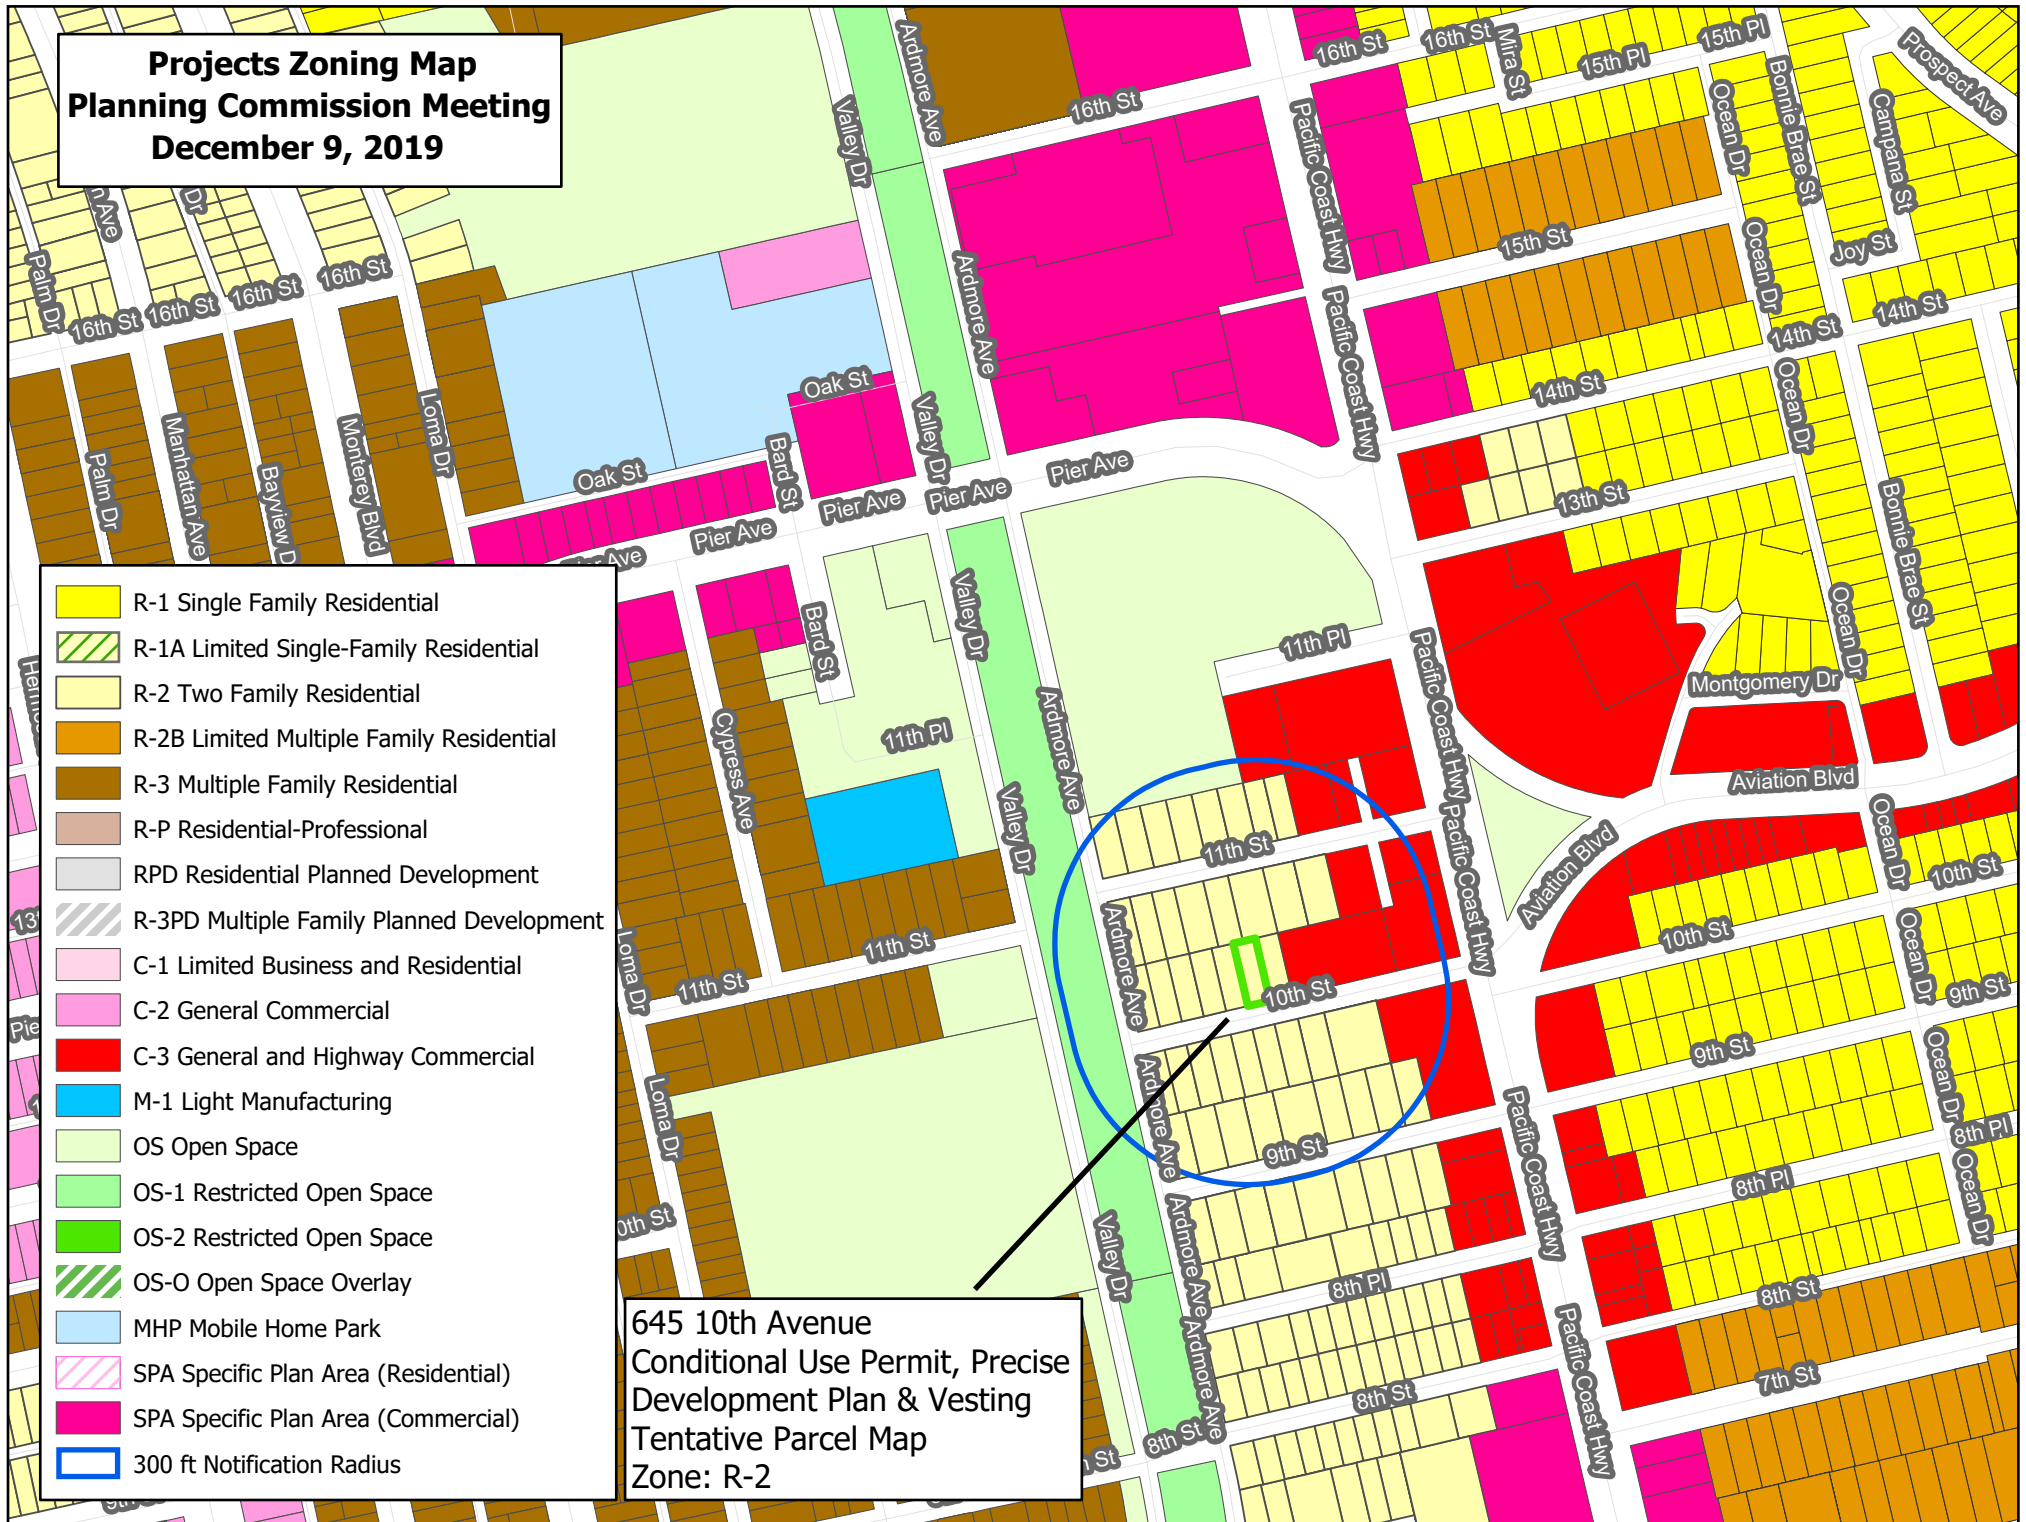 Projects Zoning Map
Planning Commission Meeting
December 9, 2019
R-1 Single Family Residential
R-1A Limited Single-Family Residential
R-2 Two Family Residential
R-2B Limited Multiple Family Residential
R-3 Multiple Family Residential
R-P Residential-Professional
RPD Residential Planned Development
R-3PD Multiple Family Planned Development
C-1 Limited Business and Residential
C-2 General Commercial
C-3 General and Highway Commercial
M-1 Light Manufacturing
OS Open Space
OS-1 Restricted Open Space
OS-2 Restricted Open Space
OS-O Open Space Overlay
MHP Mobile Home Park
SPA Specific Plan Area (Residential)
SPA Specific Plan Area (Commercial)
300 ft Notification Radius
645 10th Avenue
Conditional Use Permit, Precise
Development Plan & Vesting
Tentative Parcel Map
Zone: R-2
Ardmore Ave
Valley Dr
16th St
16th St
16th St
Mira St
15th Pl
15th Pl
Prospect Ave
Ocean Dr
Bonnie Brae St
Campana St
Pacific Coast Hwy
Palm Dr
Ave
Dr
16th St
16th St
16th St
Ardmore Ave
15th St
Ocean Dr
Joy St
14th St
14th St
Pacific Coast Hwy
Oak St
Valley Dr
14th St
Ocean Dr
Palm Dr
Manhattan Ave
Bayview D
Monterey Blvd
Loma Dr
Oak St
Bard St
Pier Ave
Pier Ave
Pier Ave
Pier Ave
Ave
13th St
Bonnie Brae St
Valley Dr
Bard St
Ocean Dr
11th Pl
Montgomery Dr
Cypress Ave
11th Pl
Ardmore Ave
Pacific Coast Hwy
Aviation Blvd
Valley Dr
11th St
Pacific Coast Hwy
Aviation Blvd
Ocean Dr
10th St
Loma Dr
11th St
11th St
Ardmore Ave
10th St
10th St
Ocean Dr
9th St
9th St
Loma Dr
Ardmore Ave
9th St
Pacific Coast Hwy
Ocean Dr
8th Pl
8th Pl
Ocean Dr
0th St
Valley Dr
Ardmore Ave
8th Pl
8th St
Ardmore Ave
Pacific Coast Hwy
7th St
8th St
8th St
St
13
Pie